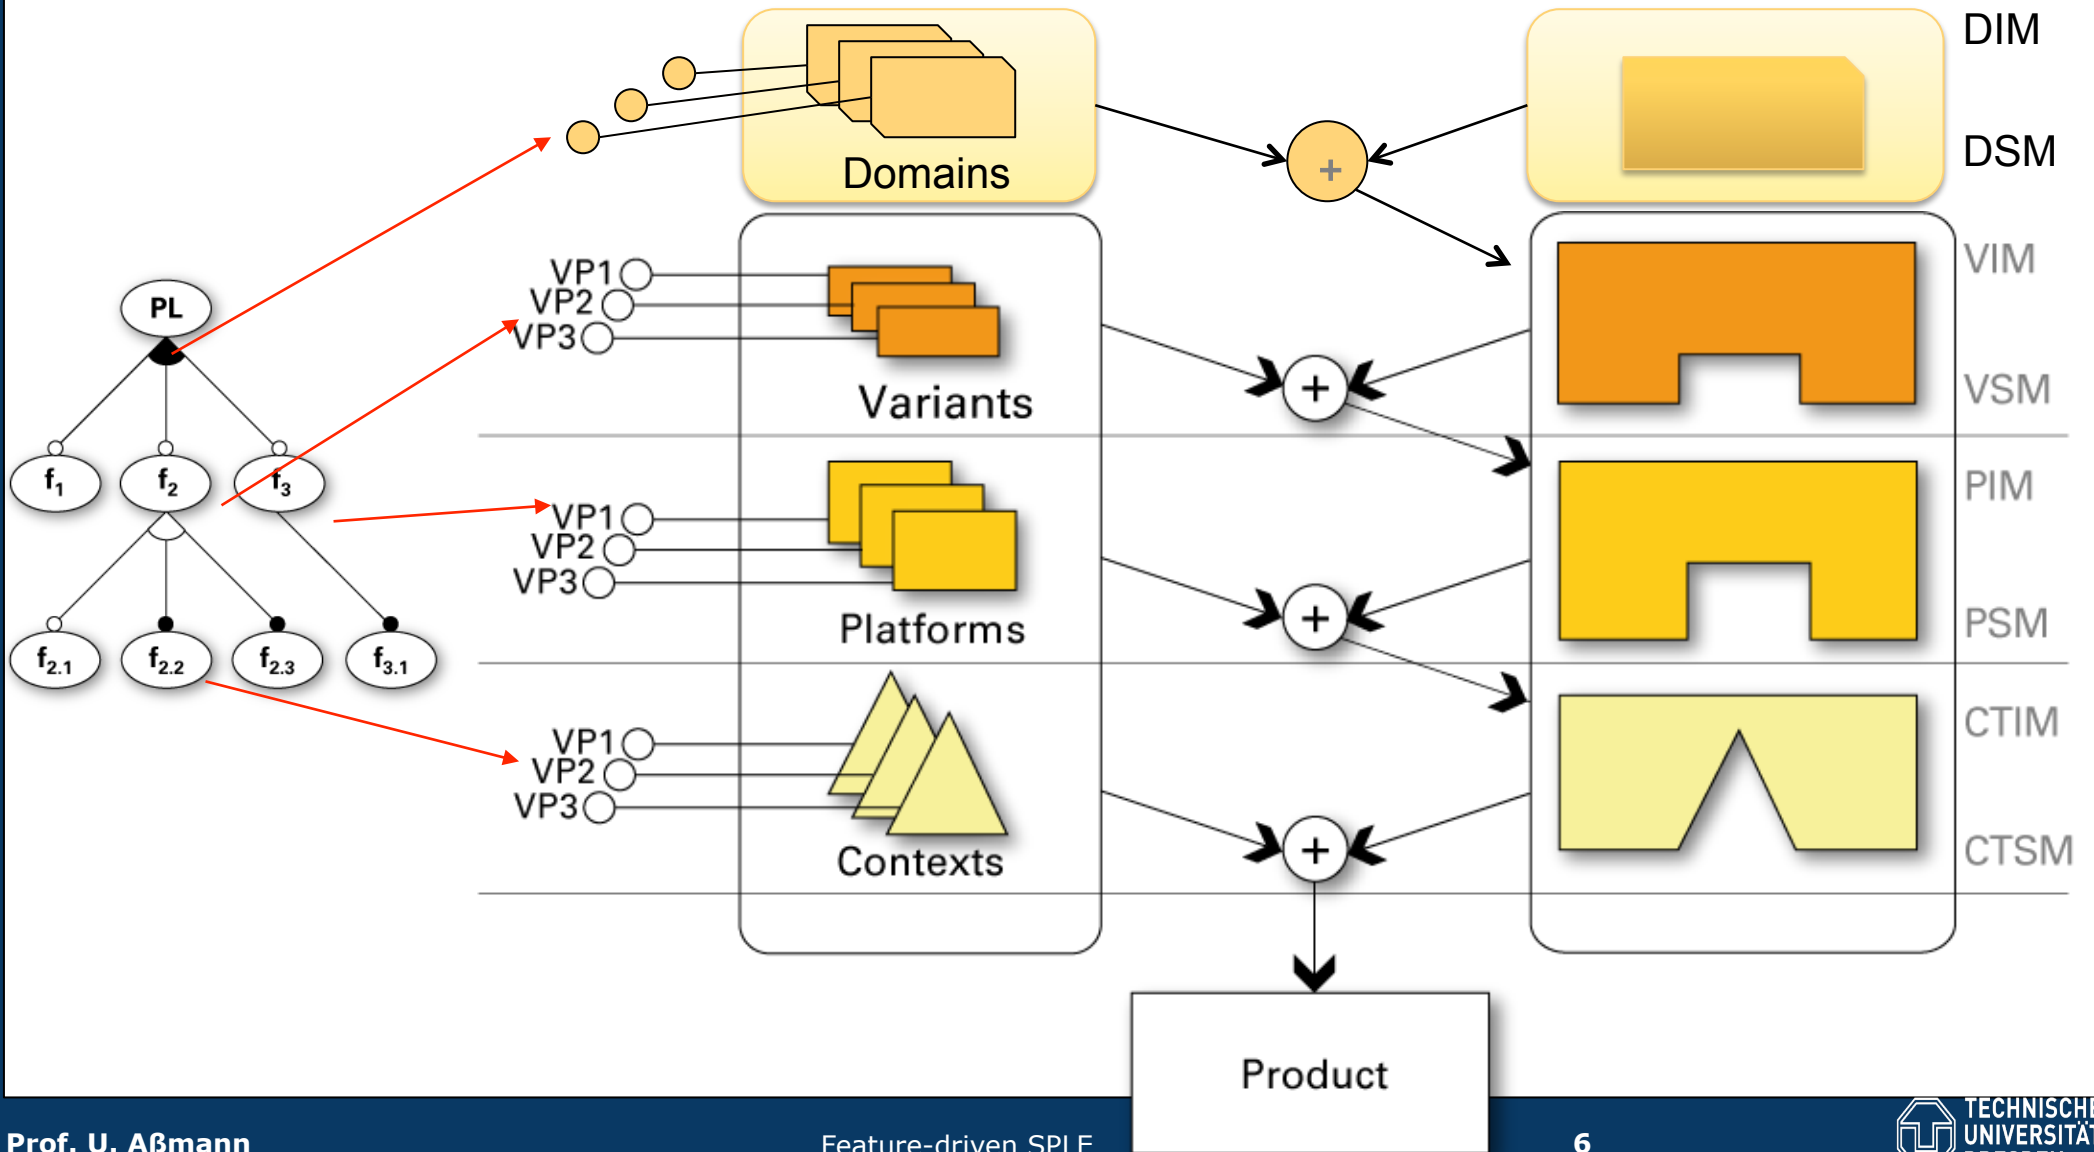 DIM
DSM
Domains
+
VIM
VSM
VP1
VP2
VP3
Variants
+
PL
f1
f2
f3
f2.1
f2.2
f2.3
f3.1
PIM
PSM
VP1
VP2
VP3
Platforms
+
CTIM
CTSM
VP1
VP2
VP3
Contexts
+
Product
Prof. U. Aßmann
Feature-driven SPLE
6
TECHNISCHE
UNIVERSITÄT